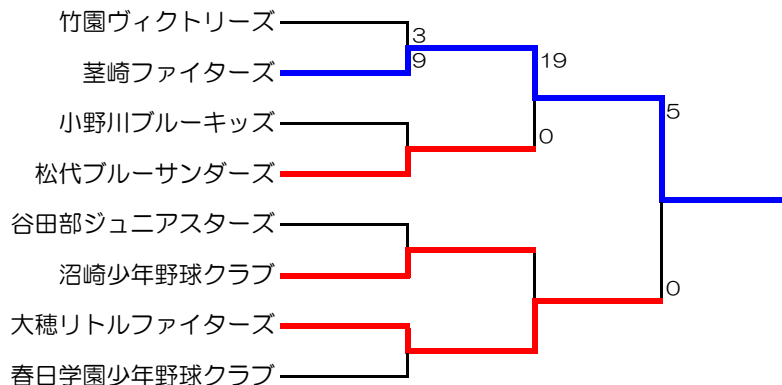 竹園ヴィクトリーズ
3
9
茎崎ファイターズ
19
小野川ブルーキッズ
5
0
松代ブルーサンダーズ
谷田部ジュニアスターズ
沼崎少年野球クラブ
0
大穂リトルファイターズ
春日学園少年野球クラブ